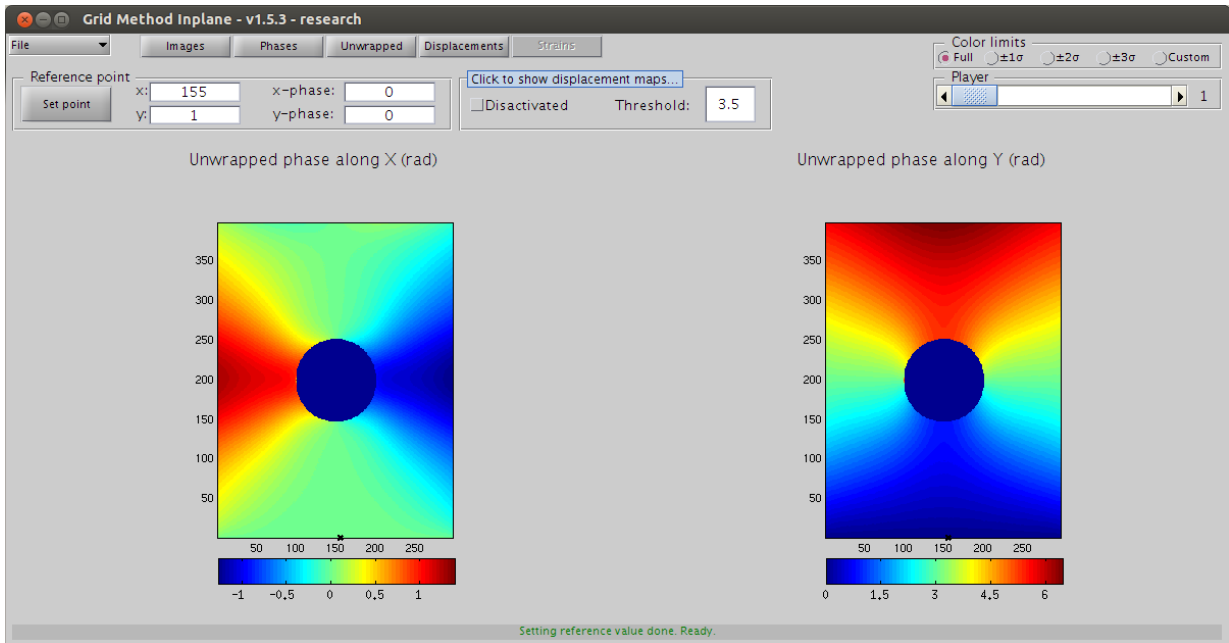 Grid Method Inplane - v1.5.3 - research
File Images Phases Unwrapped Displacements Strains
Color limits
Full ±1σ ±2σ ±3σ Custom
Reference point
Set point
x: 155 x-phase: 0
y: 1 y-phase: 0
Click to show displacement maps...
Disactivated Threshold: 3.5
Player
1
Unwrapped phase along X (rad)
350
300
250
200
150
100
50
50 100 150 200 250
-1 -0.5 0 0.5 1
Unwrapped phase along Y (rad)
350
300
250
200
150
100
50
50 100 150 200 250
0 1.5 3 4.5 6
Setting reference value done. Ready.